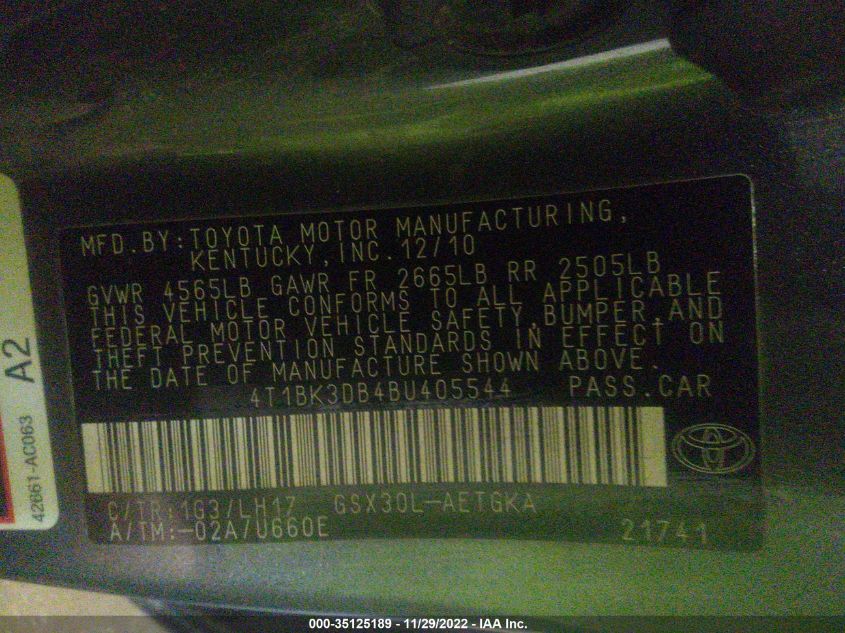 MFD.BY:TOYOTA MOTOR MANUFACTURING,
KENTUCKY,INC.12/10
GVWR 4565LB GAWR FR 2665LB RR 2505LB
THIS VEHICLE CONFORMS TO ALL APPLICABLE
FEDERAL MOTOR VEHICLE SAFETY,BUMPER,AND
THEFT PREVENTION STANDARDS IN EFFECT ON
THE DATE OF MANUFACTURE SHOWN ABOVE.
4T1BK3DB4BU405544 PASS.CAR
C/TR:1G3/LH17 GSX30L-AETGKA
A/TM:-02A/U660E 21741
A2
42661-AC063
000-35125189 - 11/29/2022 - IAA Inc.